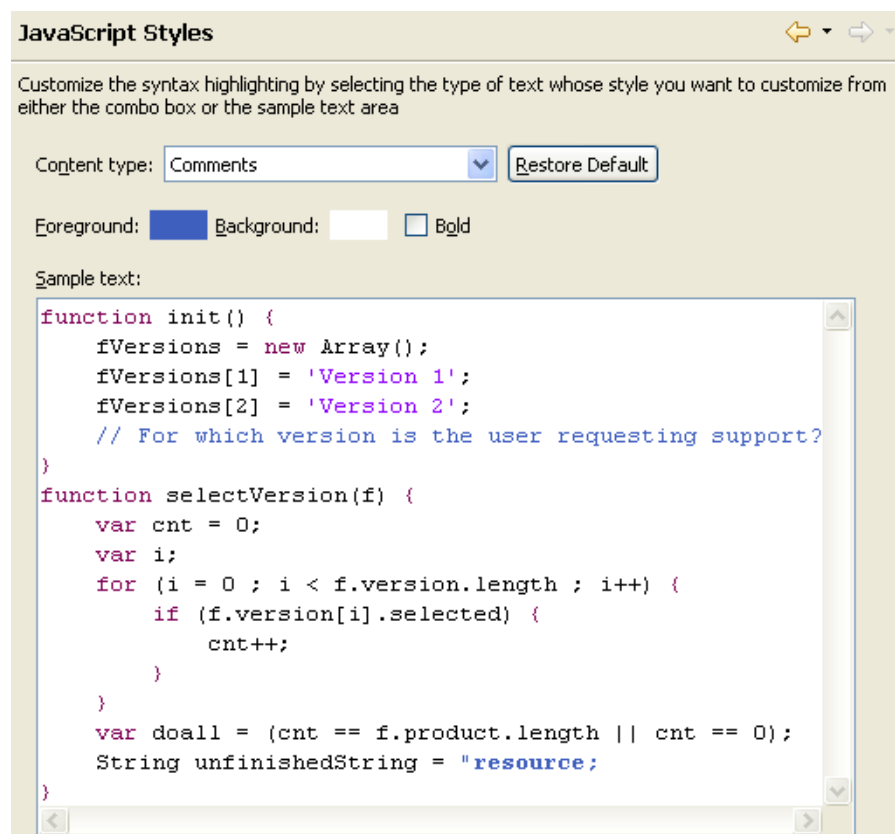 JavaScript Styles
Customize the syntax highlighting by selecting the type of text whose style you want to customize from
either the combo box or the sample text area
Content type: Comments Restore Default
Foreground: Background: Bold
Sample text:
function init() {
    fVersions = new Array();
    fVersions[1] = 'Version 1';
    fVersions[2] = 'Version 2';
    // For which version is the user requesting support?
}
function selectVersion(f) {
    var cnt = 0;
    var i;
    for (i = 0 ; i < f.version.length ; i++) {
        if (f.version[i].selected) {
            cnt++;
        }
    }
    var doall = (cnt == f.product.length || cnt == 0);
    String unfinishedString = "resource;
}